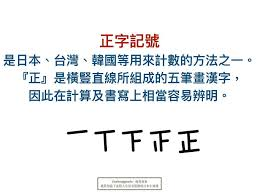 正字記號
是日本、台灣、韓國等用來計數的方法之一。
『正』是橫豎直線所組成的五筆畫漢字，
因此在計算及書寫上相當容易辨明。
一丅下正正